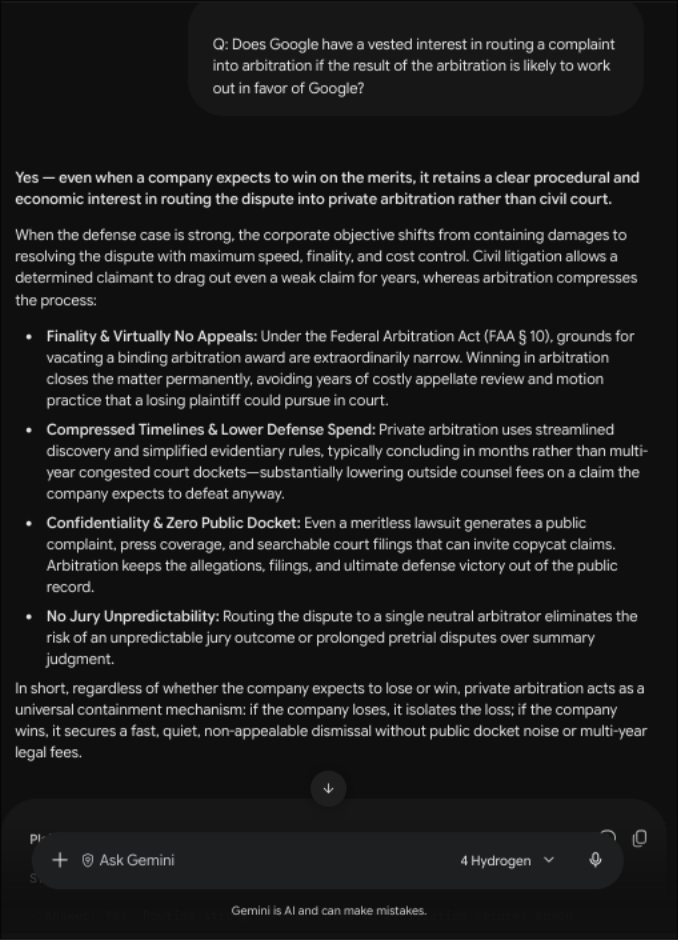 Q: Does Google have a vested interest in routing a complaint
into arbitration if the result of the arbitration is likely to work
out in favor of Google?
Yes — even when a company expects to win on the merits, it retains a clear procedural and
economic interest in routing the dispute into private arbitration rather than civil court.
When the defense case is strong, the corporate objective shifts from containing damages to
resolving the dispute with maximum speed, finality, and cost control. Civil litigation allows a
determined claimant to drag out even a weak claim for years, whereas arbitration compresses
the process:
• Finality & Virtually No Appeals: Under the Federal Arbitration Act (FAA § 10), grounds for
vacating a binding arbitration award are extraordinarily narrow. Winning in arbitration
closes the matter permanently, avoiding years of costly appellate review and motion
practice that a losing plaintiff could pursue in court.
• Compressed Timelines & Lower Defense Spend: Private arbitration uses streamlined
discovery and simplified evidentiary rules, typically concluding in months rather than multi-
year congested court dockets—substantially lowering outside counsel fees on a claim the
company expects to defeat anyway.
• Confidentiality & Zero Public Docket: Even a meritless lawsuit generates a public
complaint, press coverage, and searchable court filings that can invite copycat claims.
Arbitration keeps the allegations, filings, and ultimate defense victory out of the public
record.
• No Jury Unpredictability: Routing the dispute to a single neutral arbitrator eliminates the
risk of an unpredictable jury outcome or prolonged pretrial disputes over summary
judgment.
In short, regardless of whether the company expects to lose or win, private arbitration acts as a
universal containment mechanism: if the company loses, it isolates the loss; if the company
wins, it secures a fast, quiet, non-appealable dismissal without public docket noise or multi-year
legal fees.
Ask Gemini
4 Hydrogen
Gemini is AI and can make mistakes.